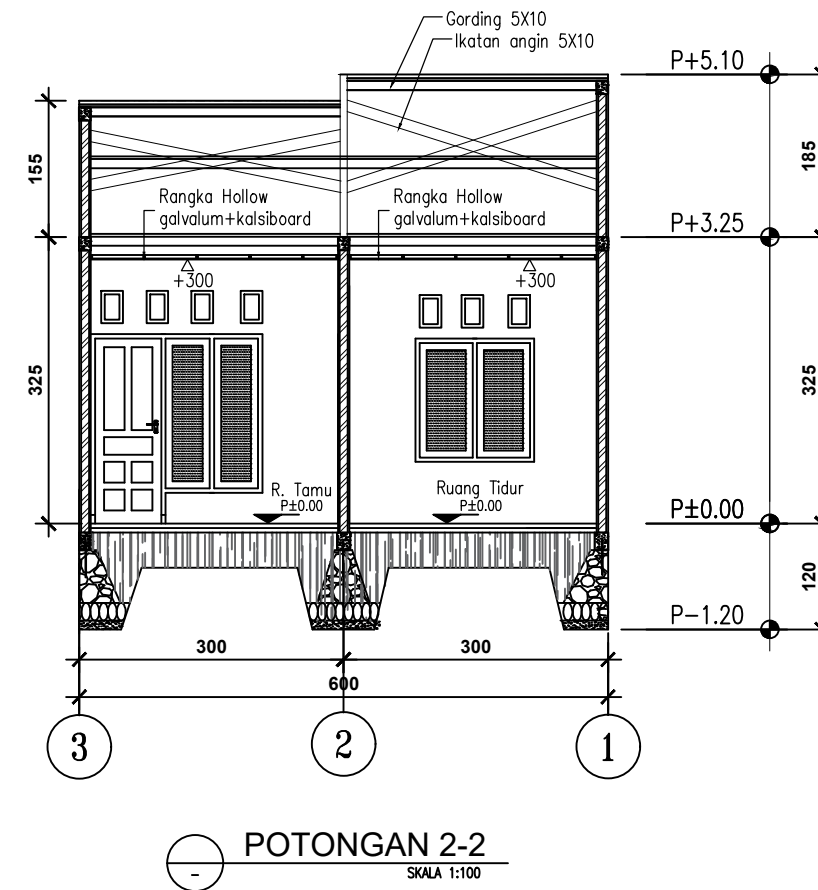 Gording 5X10
Ikatan angin 5X10
P+5.10
155
185
Rangka Hollow
galvalum+kalsiboard
Rangka Hollow
galvalum+kalsiboard
P+3.25
+300
+300
325
325
R. Tamu
P±0.00
Ruang Tidur
P±0.00
P±0.00
120
P-1.20
300
300
600
3
2
1
POTONGAN 2-2
-
SKALA 1:100